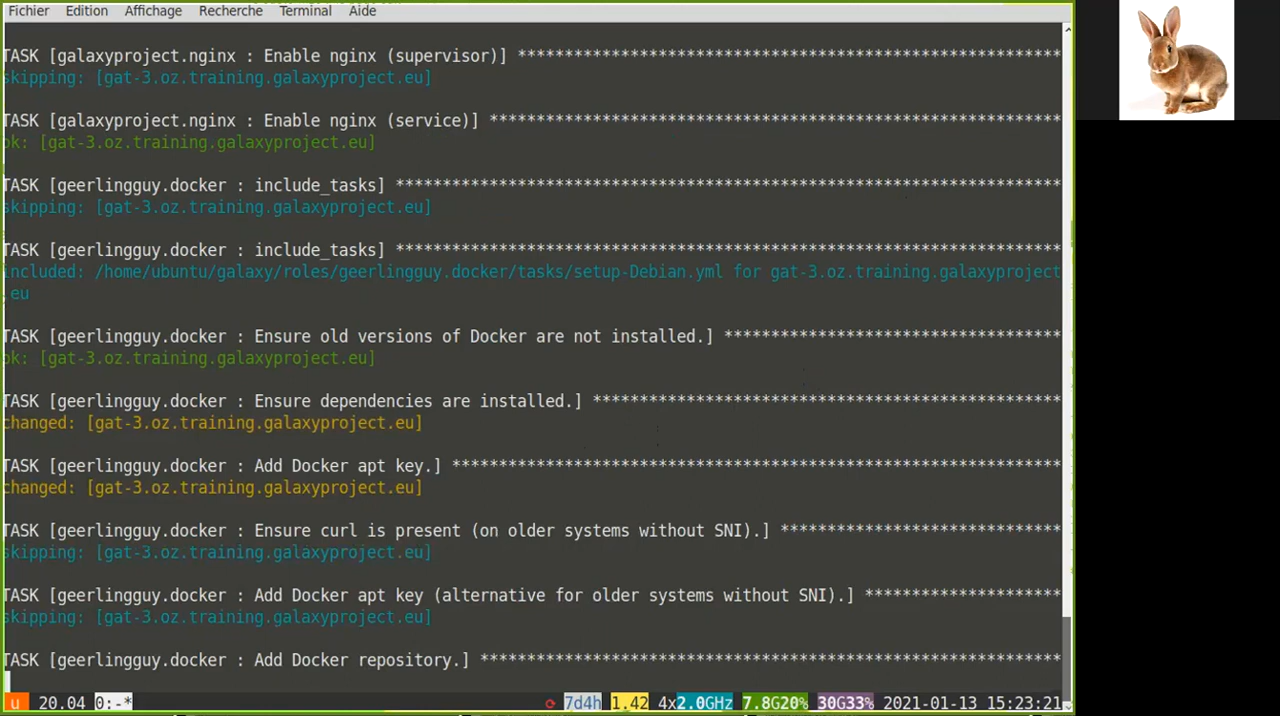 Fichier Edition Affichage Recherche Terminal Aide
TASK [galaxyproject.nginx : Enable nginx (supervisor)] **********************************************************
skipping: [gat-3.oz.training.galaxyproject.eu]
TASK [galaxyproject.nginx : Enable nginx (service)] *************************************************************
ok: [gat-3.oz.training.galaxyproject.eu]
TASK [geerlingguy.docker : include_tasks] ***********************************************************************
skipping: [gat-3.oz.training.galaxyproject.eu]
TASK [geerlingguy.docker : include_tasks] ***********************************************************************
included: /home/ubuntu/galaxy/roles/geerlingguy.docker/tasks/setup-Debian.yml for gat-3.oz.training.galaxyproject
.eu
TASK [geerlingguy.docker : Ensure old versions of Docker are not installed.] ************************************
ok: [gat-3.oz.training.galaxyproject.eu]
TASK [geerlingguy.docker : Ensure dependencies are installed.] **************************************************
changed: [gat-3.oz.training.galaxyproject.eu]
TASK [geerlingguy.docker : Add Docker apt key.] *****************************************************************
changed: [gat-3.oz.training.galaxyproject.eu]
TASK [geerlingguy.docker : Ensure curl is present (on older systems without SNI).] ******************************
skipping: [gat-3.oz.training.galaxyproject.eu]
TASK [geerlingguy.docker : Add Docker apt key (alternative for older systems without SNI).] *********************
skipping: [gat-3.oz.training.galaxyproject.eu]
TASK [geerlingguy.docker : Add Docker repository.] **************************************************************
u 20.04 0:-* 7d4h 1.42 4x2.0GHz 7.8G20% 30G33% 2021-01-13 15:23:21